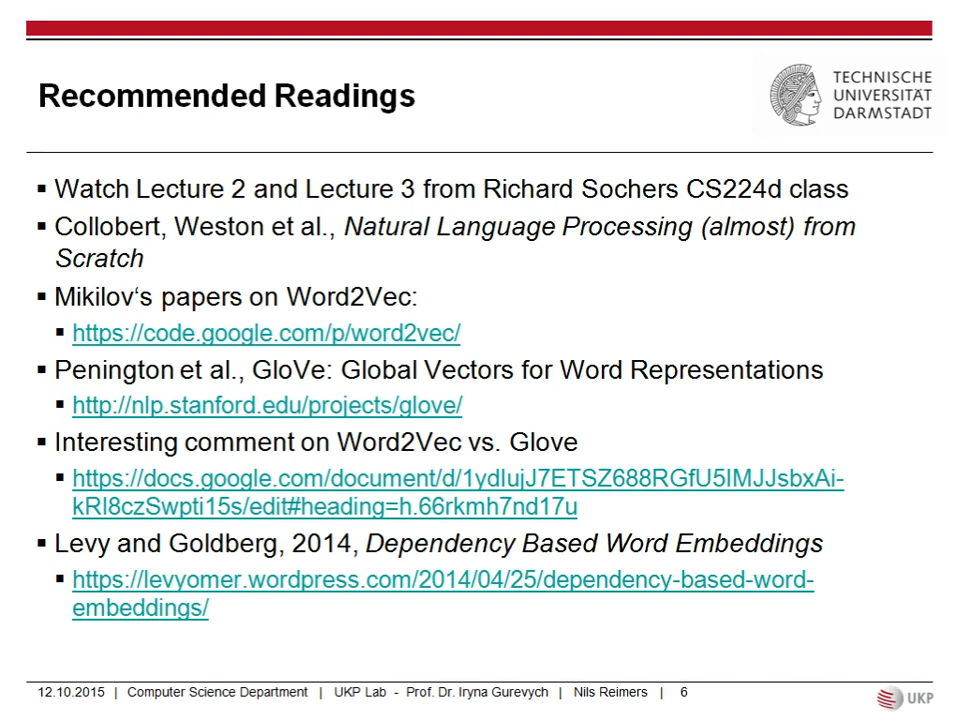 Recommended Readings
TECHNISCHE
UNIVERSITÄT
DARMSTADT
▪ Watch Lecture 2 and Lecture 3 from Richard Sochers CS224d class
▪ Collobert, Weston et al., Natural Language Processing (almost) from
Scratch
▪ Mikilov‘s papers on Word2Vec:
▪ https://code.google.com/p/word2vec/
▪ Penington et al., GloVe: Global Vectors for Word Representations
▪ http://nlp.stanford.edu/projects/glove/
▪ Interesting comment on Word2Vec vs. Glove
▪ https://docs.google.com/document/d/1ydIujJ7ETSZ688RGfU5IMJJsbxAi-
kRl8czSwpti15s/edit#heading=h.66rkmh7nd17u
▪ Levy and Goldberg, 2014, Dependency Based Word Embeddings
▪ https://levyomer.wordpress.com/2014/04/25/dependency-based-word-
embeddings/
12.10.2015 | Computer Science Department | UKP Lab - Prof. Dr. Iryna Gurevych | Nils Reimers | 6
UKP